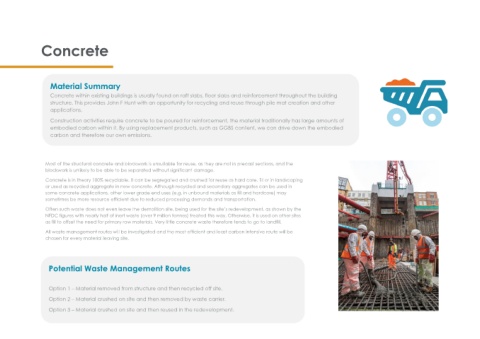 Concrete
Material Summary
Concrete within existing buildings is usually found on raft slabs, floor slabs and reinforcement throughout the building
structure. This provides John F Hunt with an opportunity for recycling and reuse through pile mat creation and other
applications.
Construction activities require concrete to be poured for reinforcement. The material traditionally has large amounts of
embodied carbon within it. By using replacement products, such as GGBS content, we can drive down the embodied
carbon and therefore our own emissions.
Most of the structural concrete and blockwork is unsuitable for reuse, as they are not in precast sections, and the
blockwork is unlikely to be able to be separated without significant damage.
Concrete is in theory 100% recyclable. It can be segregated and crushed for reuse as hard core, fill or in landscaping
or used as recycled aggregate in new concrete. Although recycled and secondary aggregates can be used in
some concrete applications, other lower grade end uses (e.g. in unbound materials as fill and hardcore) may
sometimes be more resource efficient due to reduced processing demands and transportation.
Often such waste does not even leave the demolition site, being used for the site's redevelopment, as shown by the
NFDC figures with nearly half of inert waste (over 9 million tonnes) treated this way. Otherwise, it is used on other sites
as fill to offset the need for primary raw materials. Very little concrete waste therefore tends to go to landfill.
All waste management routes will be investigated and the most efficient and least carbon intensive route will be
chosen for every material leaving site.
Potential Waste Management Routes
Option 1 - Material removed from structure and then recycled off site.
Option 2 - Material crushed on site and then removed by waste carrier.
Option 3 – Material crushed on site and then reused in the redevelopment.